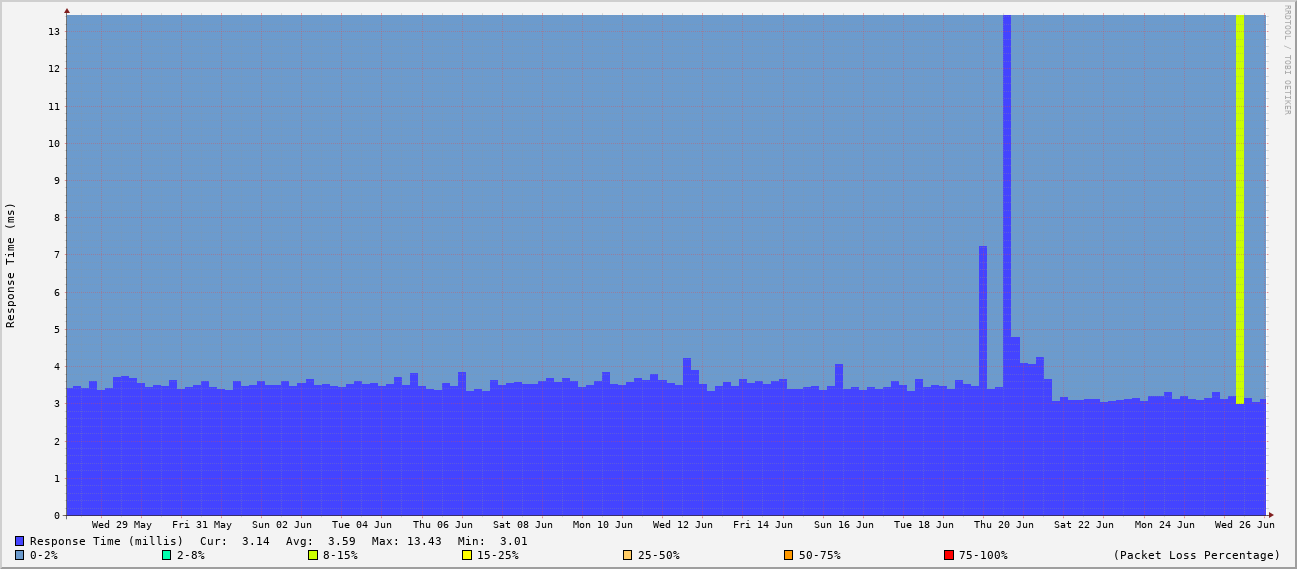 RRDTOOL / TOBI OETIKER
Response Time (ms)
13
12
11
10
9
8
7
6
5
4
3
2
1
0
Wed 29 May Fri 31 May Sun 02 Jun Tue 04 Jun Thu 06 Jun Sat 08 Jun Mon 10 Jun Wed 12 Jun Fri 14 Jun Sun 16 Jun Tue 18 Jun Thu 20 Jun Sat 22 Jun Mon 24 Jun Wed 26 Jun
Response Time (millis) Cur: 3.14 Avg: 3.59 Max: 13.43 Min: 3.01
0-2% 2-8% 8-15% 15-25% 25-50% 50-75% 75-100% (Packet Loss Percentage)